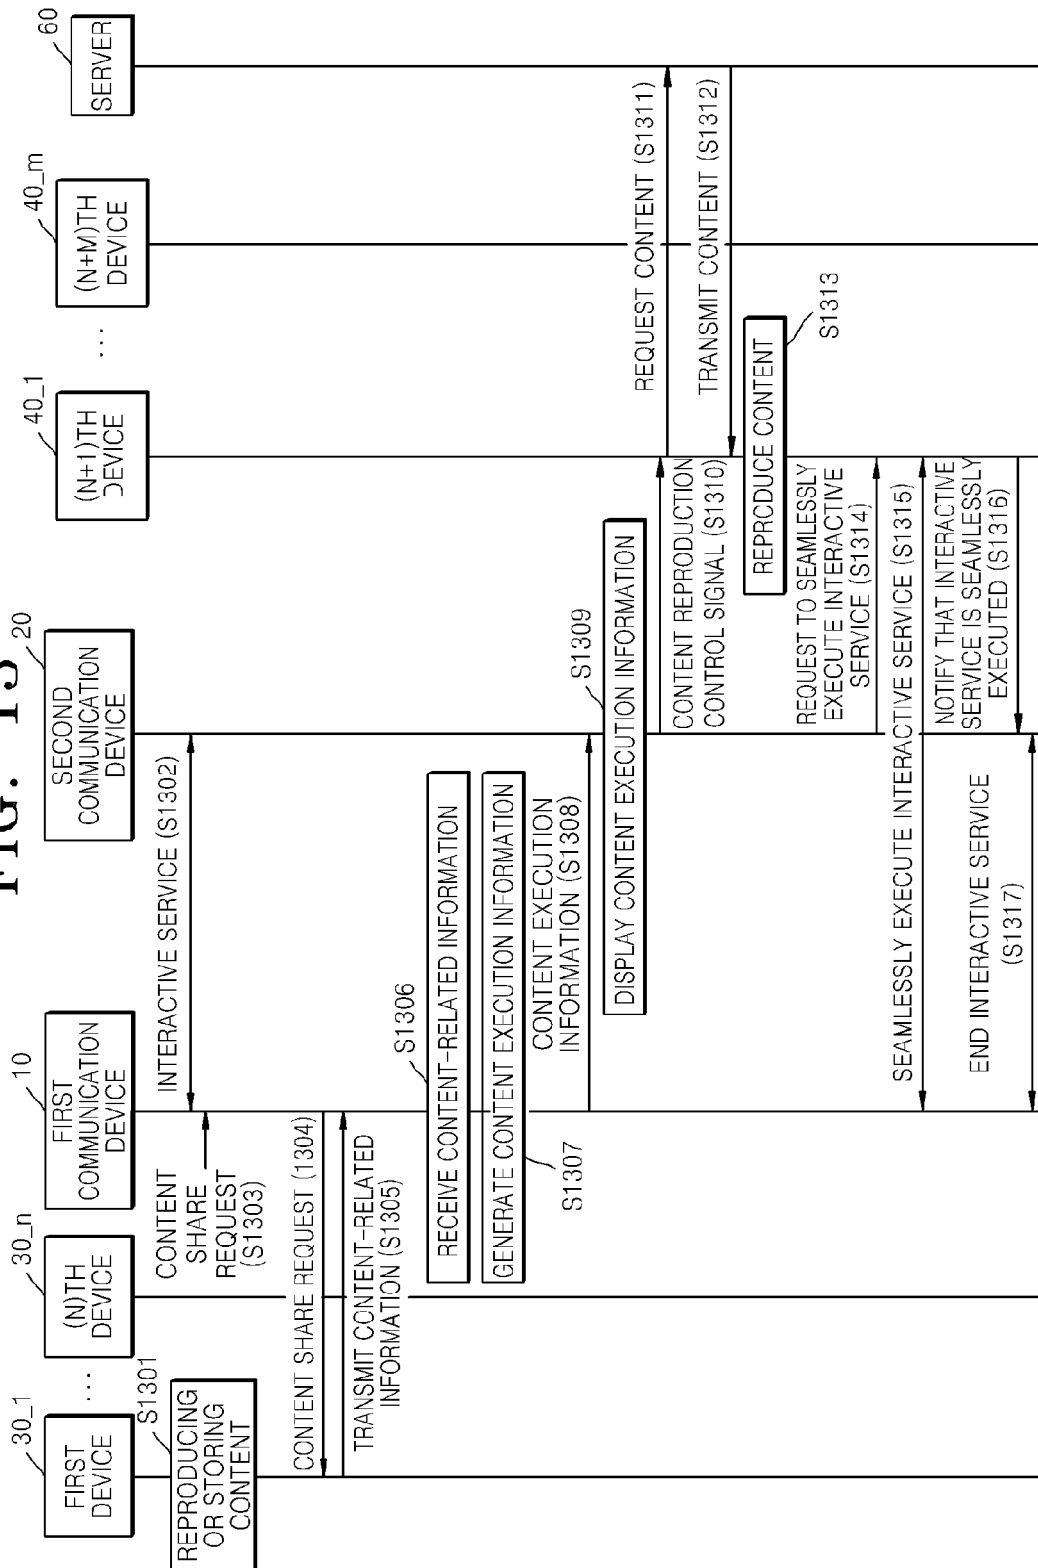 FIG. 13
30_1
FIRST
DEVICE
...
30_n
(N)TH
DEVICE
10
FIRST
COMMUNICATION
DEVICE
20
SECOND
COMMUNICATION
DEVICE
40_1
(N+1)TH
DEVICE
...
40_m
(N+M)TH
DEVICE
60
SERVER
S1301
REPRODUCING
OR STORING
CONTENT
INTERACTIVE SERVICE (S1302)
CONTENT
SHARE
REQUEST
(S1303)
CONTENT SHARE REQUEST (1304)
TRANSMIT CONTENT-RELATED
INFORMATION (S1305)
S1306
RECEIVE CONTENT-RELATED INFORMATION
GENERATE CONTENT EXECUTION INFORMATION
S1307
CONTENT EXECUTION
INFORMATION (S1308)
S1309
DISPLAY CONTENT EXECUTION INFORMATION
CONTENT REPRODUCTION
CONTROL SIGNAL (S1310)
REQUEST CONTENT (S1311)
TRANSMIT CONTENT (S1312)
REPRODUCE CONTENT
S1313
REQUEST TO SEAMLESSLY
EXECUTE INTERACTIVE
SERVICE (S1314)
SEAMLESSLY EXECUTE INTERACTIVE SERVICE (S1315)
NOTIFY THAT INTERACTIVE
SERVICE IS SEAMLESSLY
EXECUTED (S1316)
END INTERACTIVE SERVICE
(S1317)